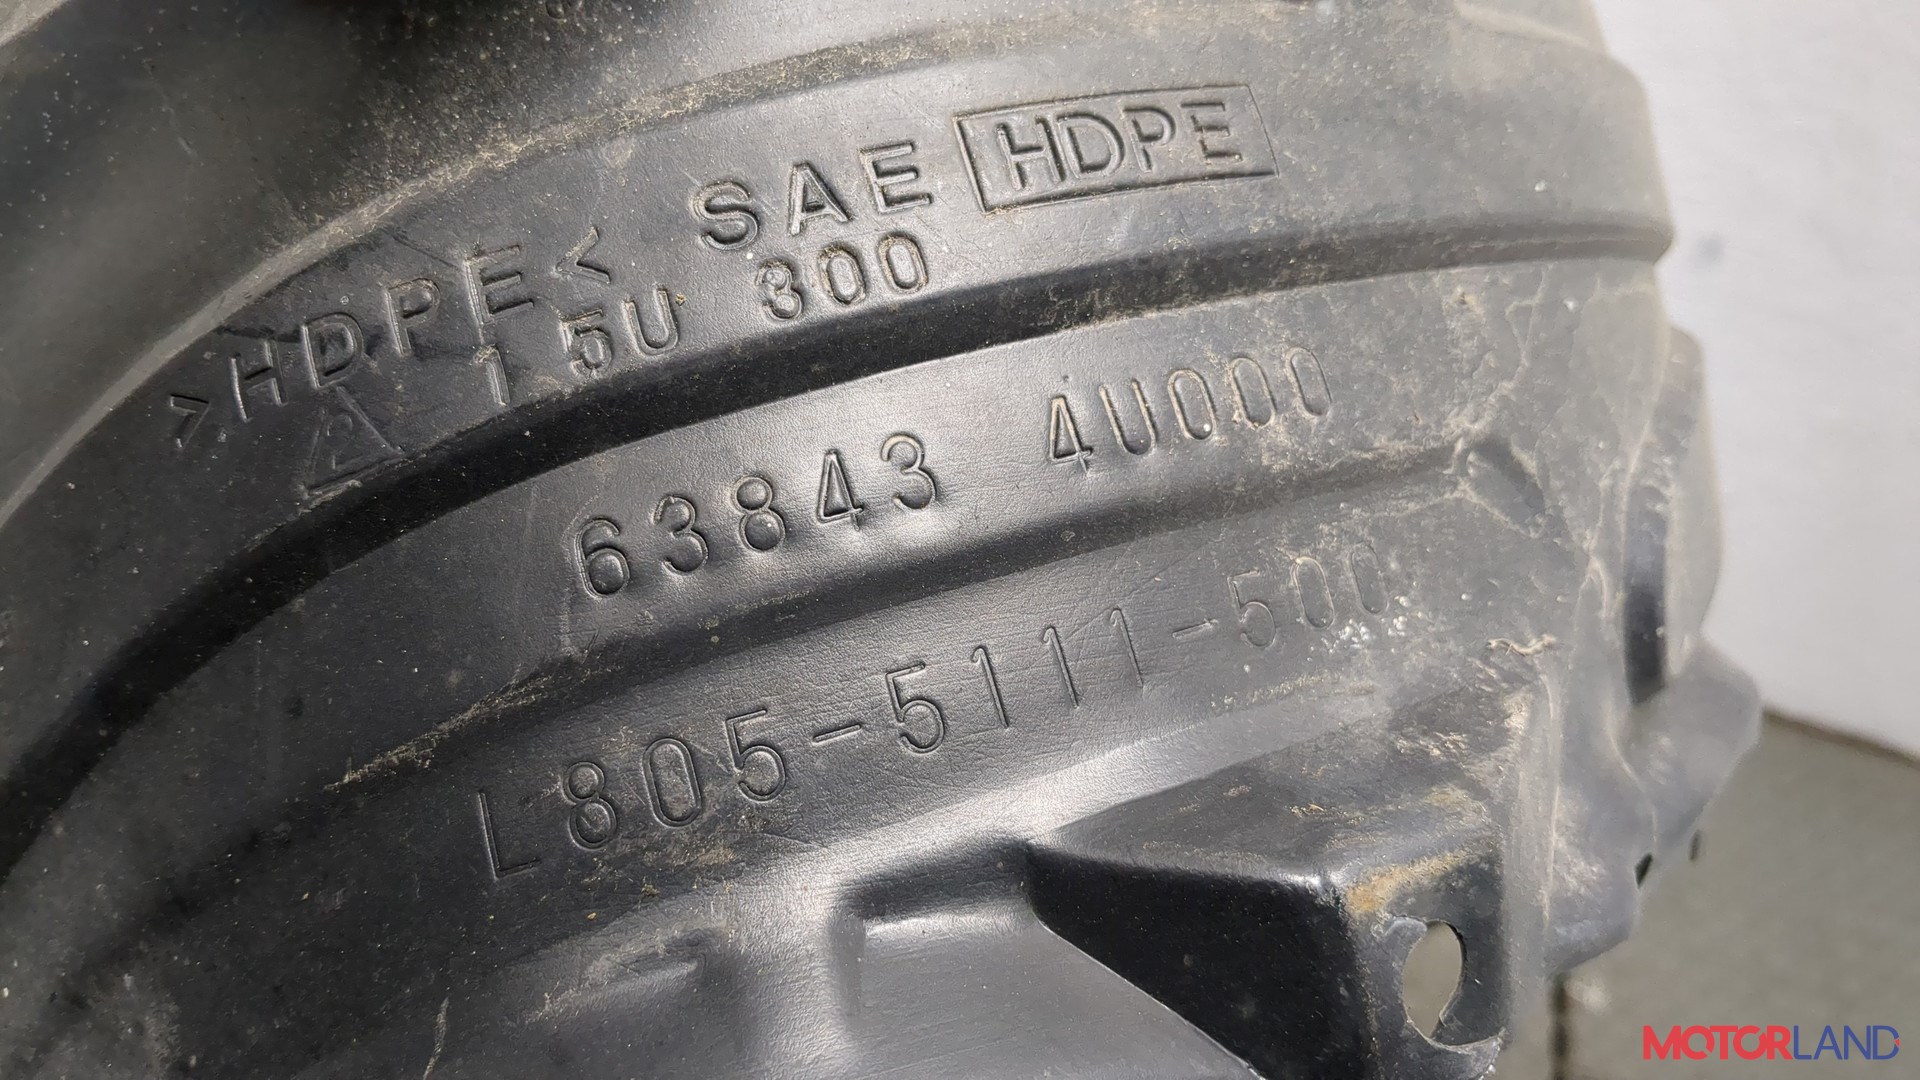 >HDPE< SAE HDPE
2 1 5U 300
63843 4U000
L805-5111-500
MOTORLAND